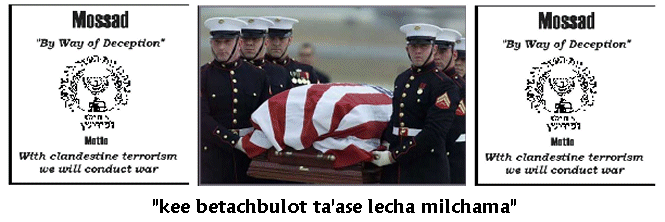 Mossad
"By Way of Deception"
Motto
With clandestine terrorism
we will conduct war
Mossad
"By Way of Deception"
Motto
With clandestine terrorism
we will conduct war
"kee betachbulot ta'ase lecha milchama"